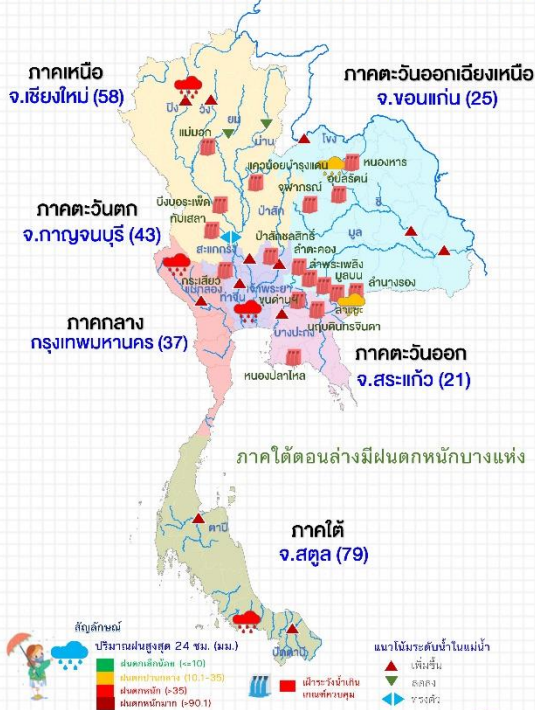 ภาคเหนือ
จ.เชียงใหม่ (58)
ภาคตะวันออกเฉียงเหนือ
จ.ขอนแก่น (25)
ปิง
วัง
ยม
น่าน
แม่มอก
โขง
แควน้อยบำรุงแดน
หนองหาร
จุฬาภรณ์
อุบลรัตน์
ชี
ภาคตะวันตก
จ.กาญจนบุรี (43)
บึงบอระเพ็ด
ทับเสลา
ป่าสัก
มูล
สะแกกรัง
ป่าสักชลสิทธิ์
ลำตะคอง
ลำพระเพลิง
มูลบน
ลำนางรอง
กระเสียว
แม่กลอง
ท่าจีน
เจ้าพระยา
ขุนด่านฯ
ลำแชะ
นฤบดินทรจินดา
บางปะกง
หนองปลาไหล
ภาคกลาง
กรุงเทพมหานคร (37)
ภาคตะวันออก
จ.สระแก้ว (21)
ภาคใต้ตอนล่างมีฝนตกหนักบางแห่ง
ภาคใต้
จ.สตูล (79)
ตาปี
ปัตตานี
สัญลักษณ์
ปริมาณฝนสูงสุด 24 ชม. (มม.)
ฝนตกเล็กน้อย (<=10)
ฝนตกปานกลาง (10.1-35)
ฝนตกหนัก (>35)
ฝนตกหนักมาก (>90.1)
เฝ้าระวังน้ำเกิน
เกณฑ์ควบคุม
แนวโน้มระดับน้ำในแม่น้ำ
เพิ่มขึ้น
ลดลง
ทรงตัว